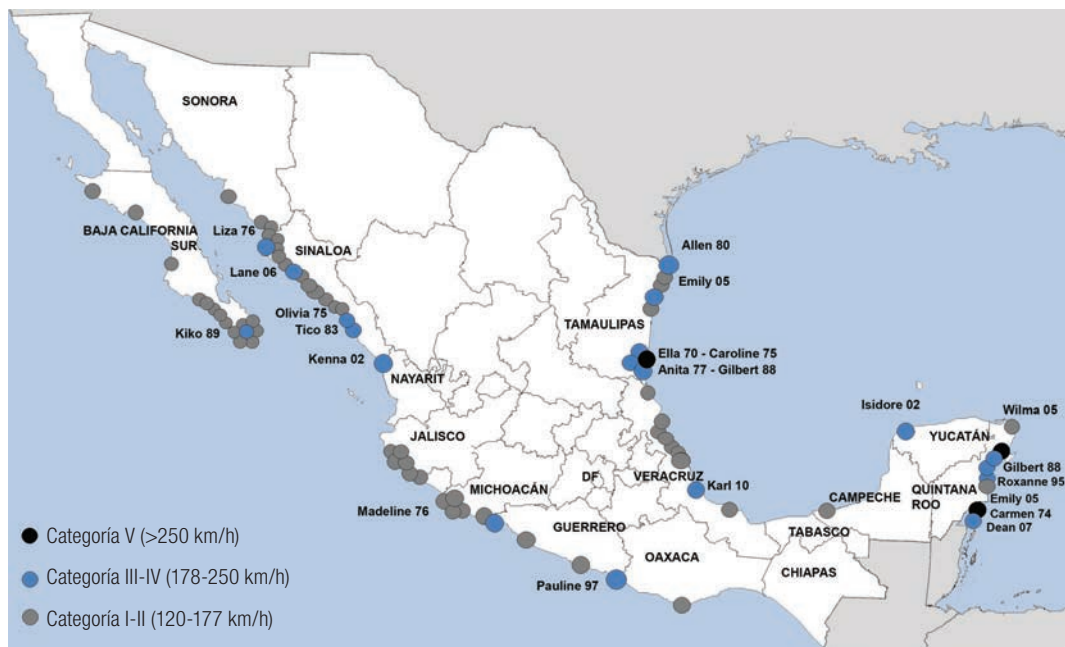 SONORA
BAJA CALIFORNIA
SUR
Liza 76
SINALOA
Lane 06
Olivia 75
Tico 83
Kiko 89
Kenna 02
NAYARIT
Allen 80
Emily 05
TAMAULIPAS
Ella 70 - Caroline 75
Anita 77 - Gilbert 88
JALISCO
MICHOACÁN
DF
VERACRUZ
Karl 10
Madeline 76
GUERRERO
OAXACA
Pauline 97
Isidore 02
Wilma 05
YUCATÁN
Gilbert 88
Roxanne 95
QUINTANA
ROO
Emily 05
Carmen 74
Dean 07
CAMPECHE
TABASCO
CHIAPAS
Categoría V (>250 km/h)
Categoría III-IV (178-250 km/h)
Categoría I-II (120-177 km/h)